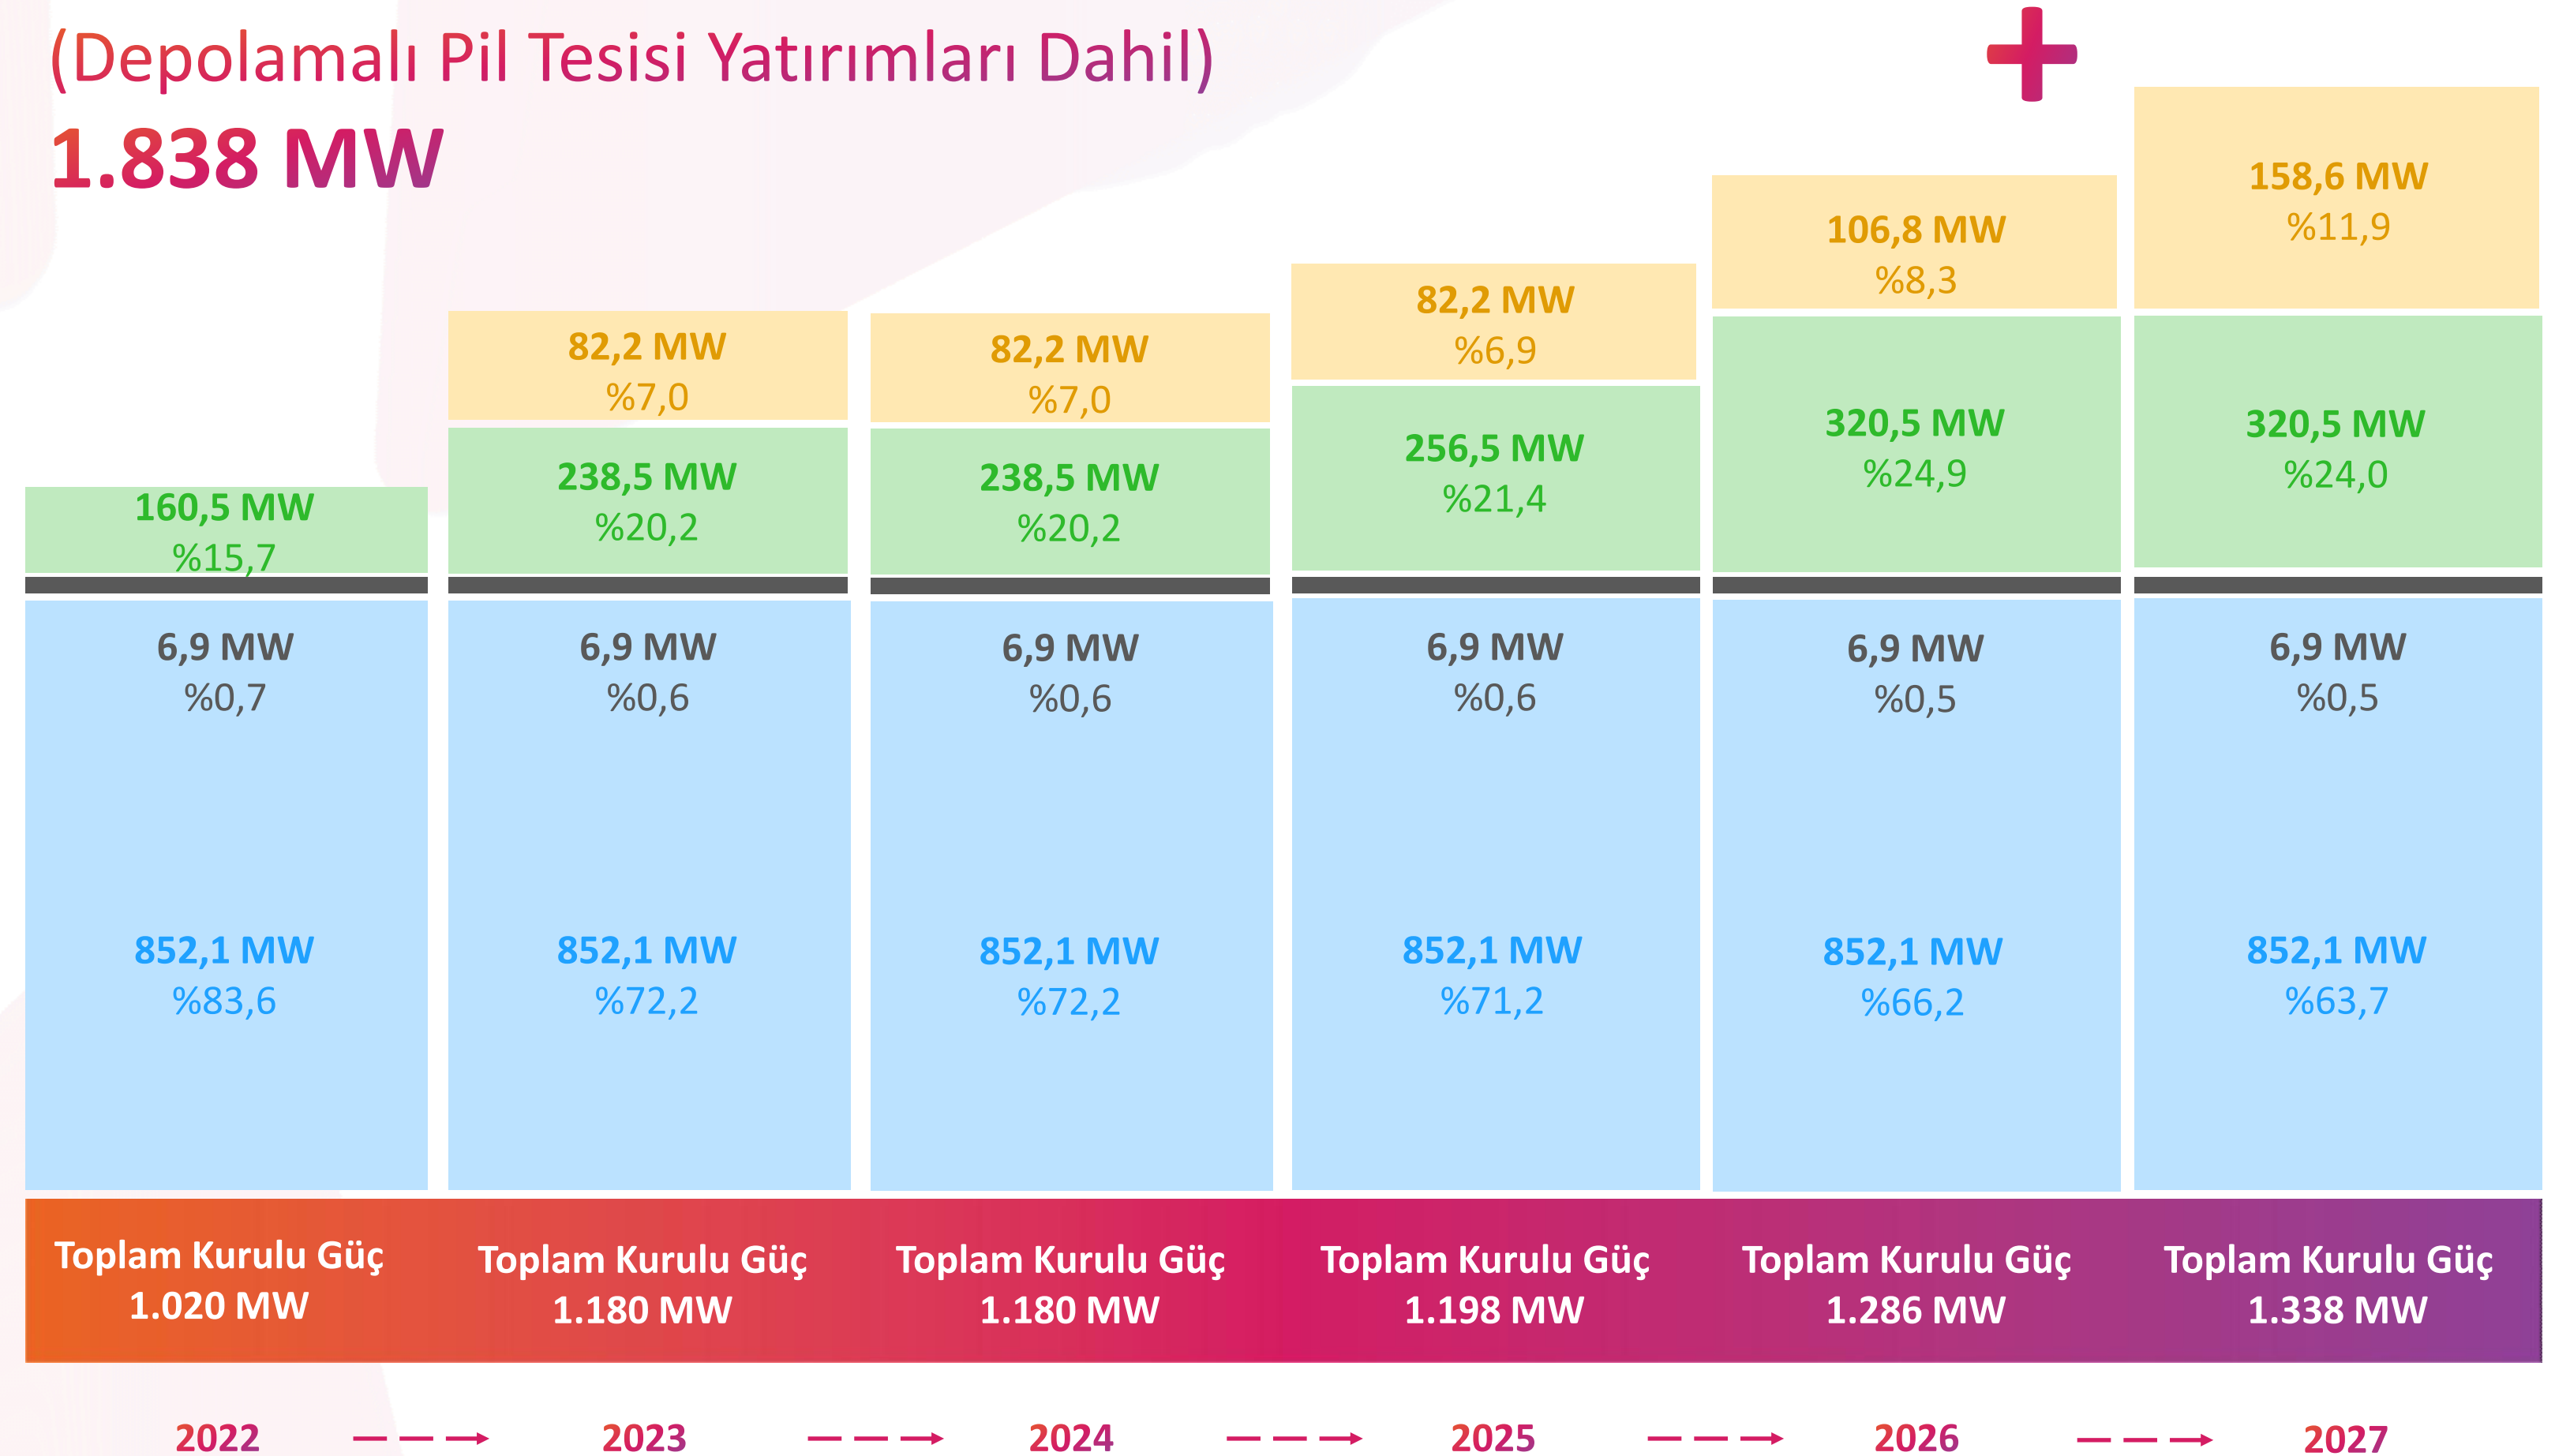 (Depolamalı Pil Tesisi Yatırımları Dahil)
1.838 MW
160,5 MW
%15,7
6,9 MW
%0,7
852,1 MW
%83,6
Toplam Kurulu Güç
1.020 MW
2022
82,2 MW
%7,0
238,5 MW
%20,2
6,9 MW
%0,6
852,1 MW
%72,2
Toplam Kurulu Güç
1.180 MW
2023
82,2 MW
%7,0
238,5 MW
%20,2
6,9 MW
%0,6
852,1 MW
%72,2
Toplam Kurulu Güç
1.180 MW
2024
82,2 MW
%6,9
256,5 MW
%21,4
6,9 MW
%0,6
852,1 MW
%71,2
Toplam Kurulu Güç
1.198 MW
2025
+
106,8 MW
%8,3
320,5 MW
%24,9
6,9 MW
%0,5
852,1 MW
%66,2
Toplam Kurulu Güç
1.286 MW
2026
158,6 MW
%11,9
320,5 MW
%24,0
6,9 MW
%0,5
852,1 MW
%63,7
Toplam Kurulu Güç
1.338 MW
2027